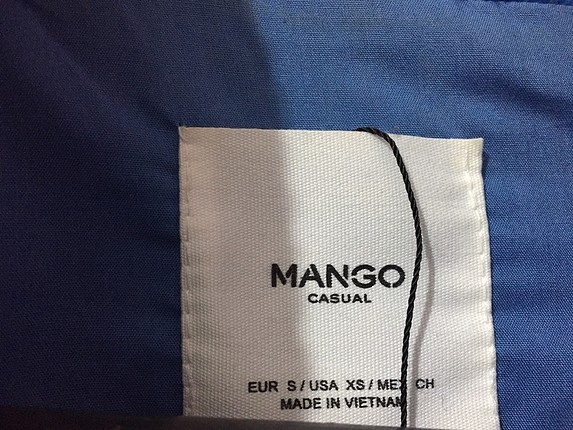 MANGO
CASUAL
EUR S / USA XS / MEX CH
MADE IN VIETNAM